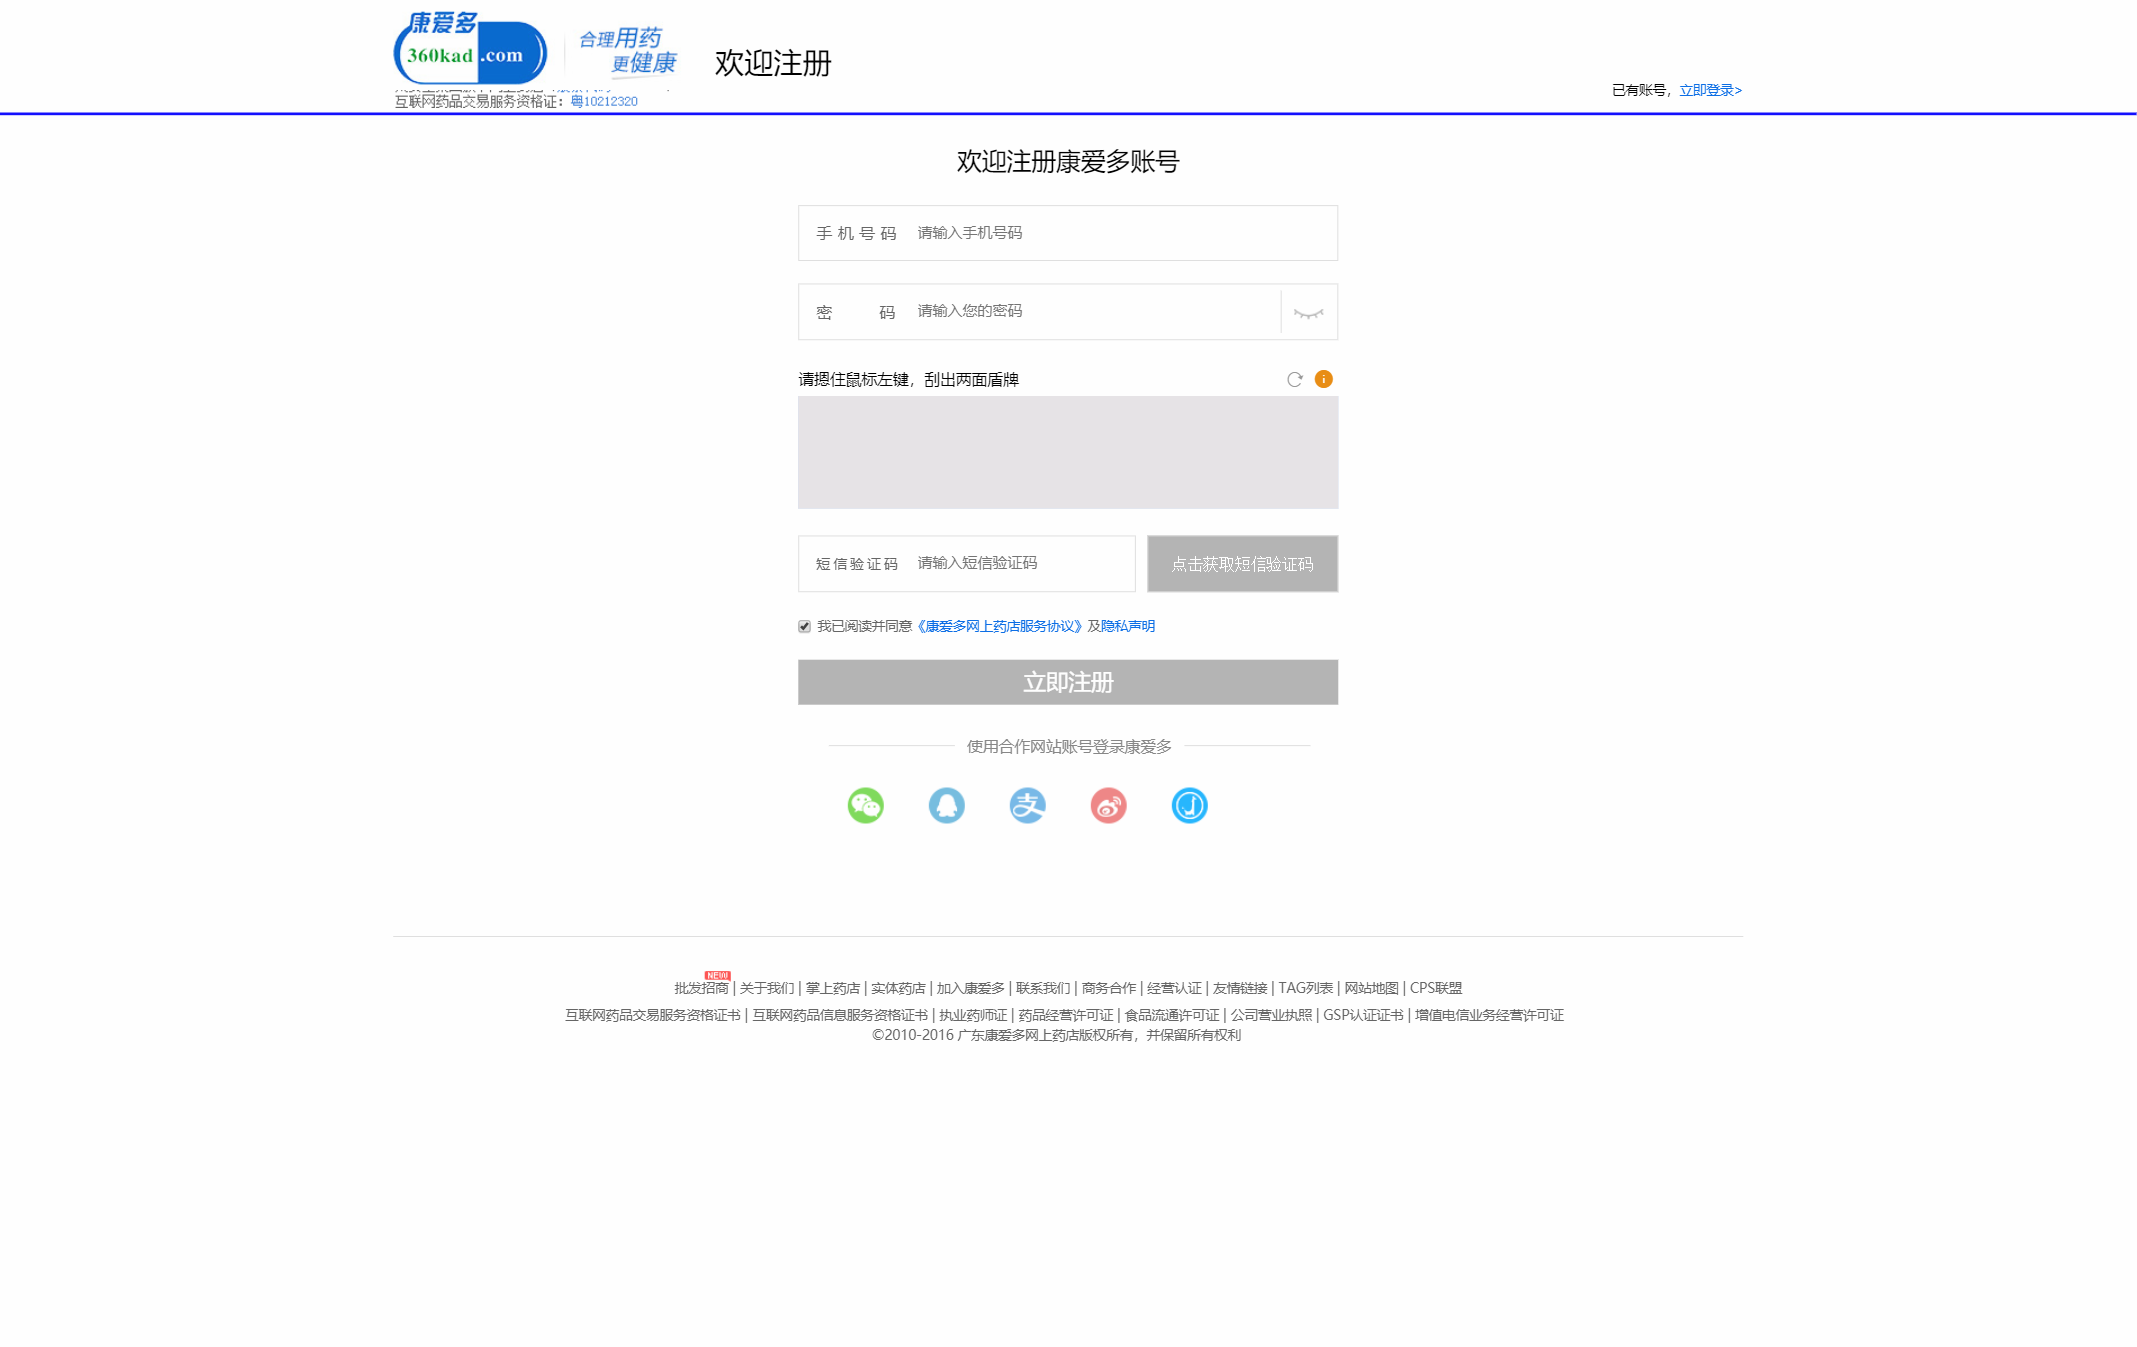 康爱多
360kad.com
合理用药
更健康
欢迎注册
互联网药品交易服务资格证：粤10212320
已有账号，立即登录>
欢迎注册康爱多账号
手机号码 请输入手机号码
密码 请输入您的密码
请摁住鼠标左键，刮出两面盾牌
短信验证码 请输入短信验证码 点击获取短信验证码
我已阅读并同意《康爱多网上药店服务协议》及隐私声明
立即注册
使用合作网站账号登录康爱多
支
NEW
批发招商 | 关于我们 | 掌上药店 | 实体药店 | 加入康爱多 | 联系我们 | 商务合作 | 经营认证 | 友情链接 | TAG列表 | 网站地图 | CPS联盟
互联网药品交易服务资格证书 | 互联网药品信息服务资格证书 | 执业药师证 | 药品经营许可证 | 食品流通许可证 | 公司营业执照 | GSP认证证书 | 增值电信业务经营许可证
©2010-2016 广东康爱多网上药店版权所有，并保留所有权利